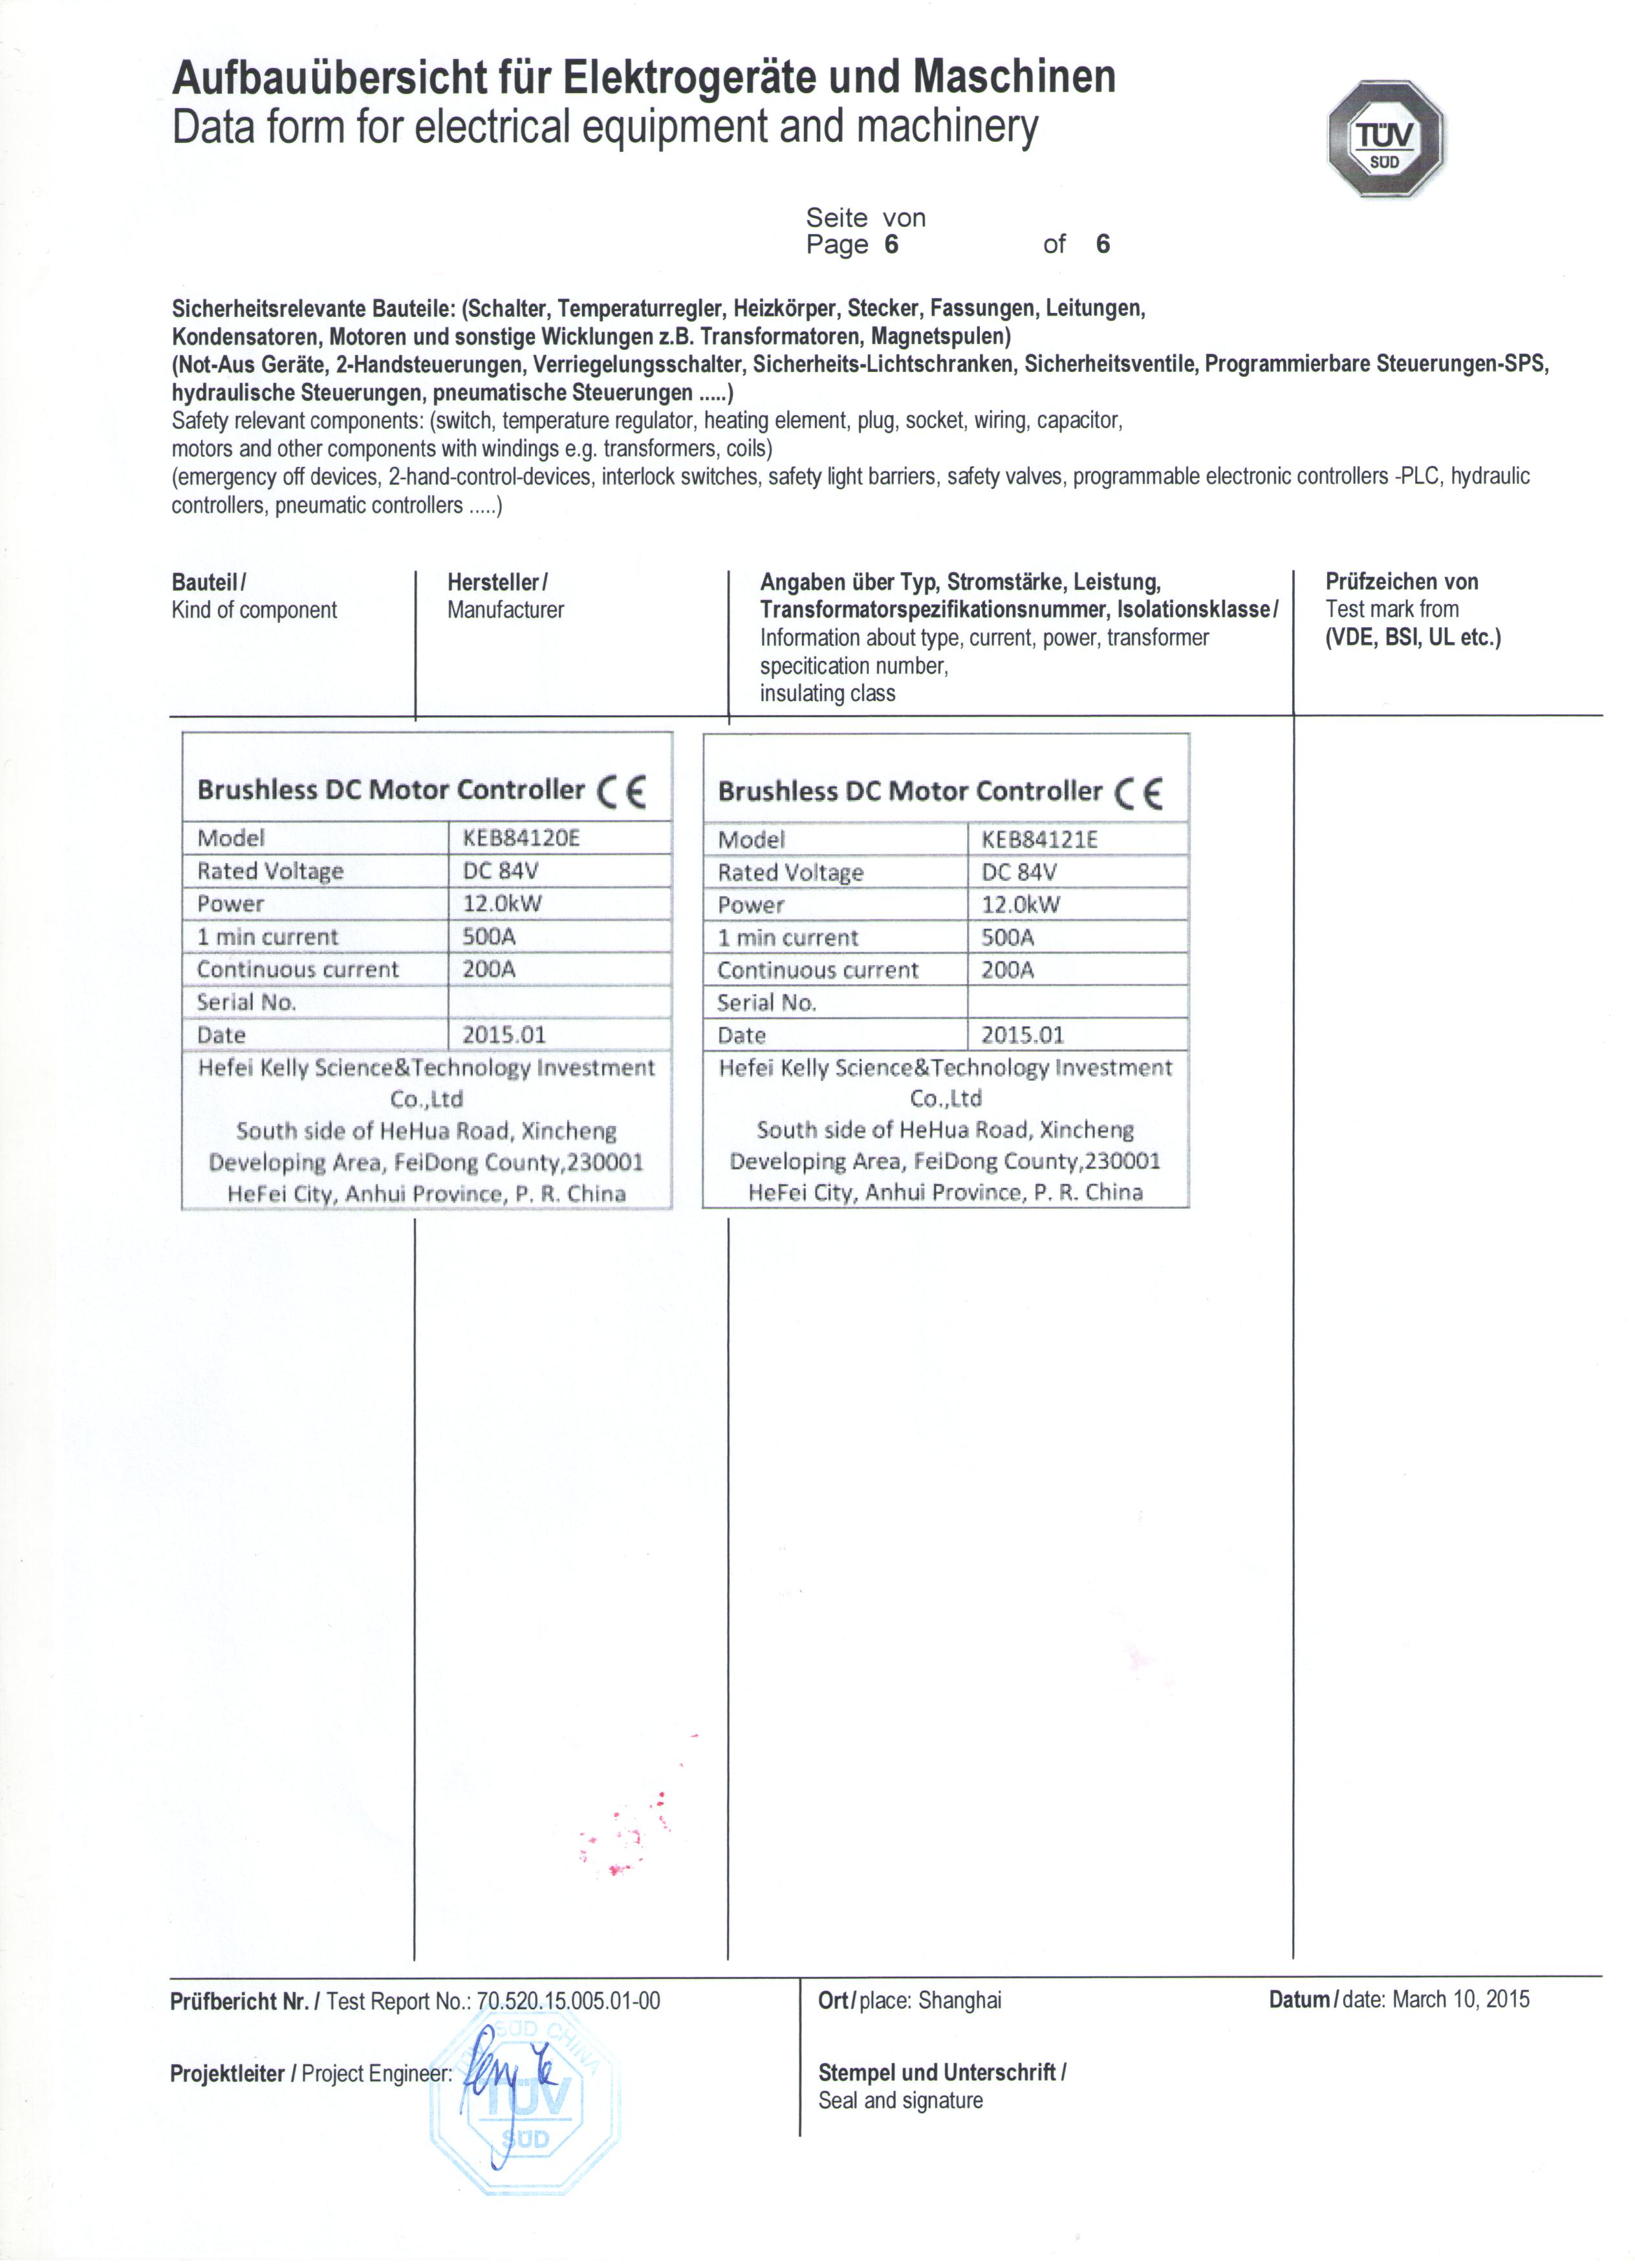 Aufbauübersicht für Elektrogeräte und Maschinen
Data form for electrical equipment and machinery
TÜV
SÜD
Seite von
Page 6 of 6
Sicherheitsrelevante Bauteile: (Schalter, Temperaturregler, Heizkörper, Stecker, Fassungen, Leitungen,
Kondensatoren, Motoren und sonstige Wicklungen z.B. Transformatoren, Magnetspulen)
(Not-Aus Geräte, 2-Handsteuerungen, Verriegelungsschalter, Sicherheits-Lichtschranken, Sicherheitsventile, Programmierbare Steuerungen-SPS,
hydraulische Steuerungen, pneumatische Steuerungen .....)
Safety relevant components: (switch, temperature regulator, heating element, plug, socket, wiring, capacitor,
motors and other components with windings e.g. transformers, coils)
(emergency off devices, 2-hand-control-devices, interlock switches, safety light barriers, safety valves, programmable electronic controllers -PLC, hydraulic
controllers, pneumatic controllers .....)
Bauteil/
Kind of component
Hersteller/
Manufacturer
Angaben über Typ, Stromstärke, Leistung,
Transformatorspezifikationsnummer, Isolationsklasse/
Information about type, current, power, transformer
specitication number,
insulating class
Prüfzeichen von
Test mark from
(VDE, BSI, UL etc.)
Brushless DC Motor Controller CE
Model KEB84120E
Rated Voltage DC 84V
Power 12.0kW
1 min current 500A
Continuous current 200A
Serial No.
Date 2015.01
Hefei Kelly Science&Technology Investment
Co.,Ltd
South side of HeHua Road, Xincheng
Developing Area, FeiDong County,230001
HeFei City, Anhui Province, P. R. China
Brushless DC Motor Controller CE
Model KEB84121E
Rated Voltage DC 84V
Power 12.0kW
1 min current 500A
Continuous current 200A
Serial No.
Date 2015.01
Hefei Kelly Science&Technology Investment
Co.,Ltd
South side of HeHua Road, Xincheng
Developing Area, FeiDong County,230001
HeFei City, Anhui Province, P. R. China
Prüfbericht Nr. / Test Report No.: 70.520.15.005.01-00
Ort/place: Shanghai
Datum/date: March 10, 2015
Projektleiter / Project Engineer:
SÜD CHINA
TÜV
SÜD
Stempel und Unterschrift /
Seal and signature